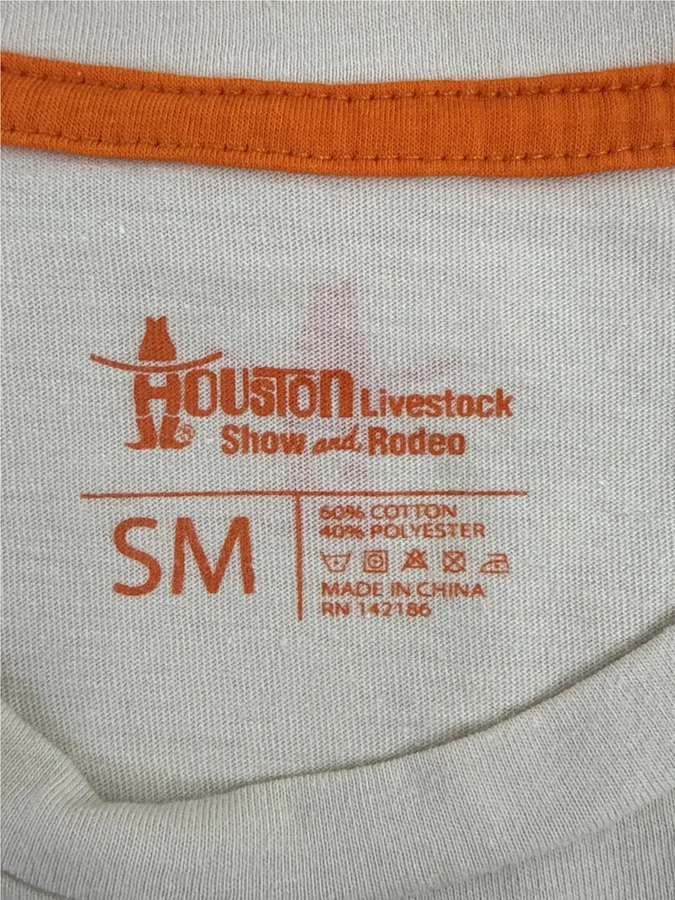 HOUSTON Livestock
Show and Rodeo
SM
60% COTTON
40% POLYESTER
MADE IN CHINA
RN 142186